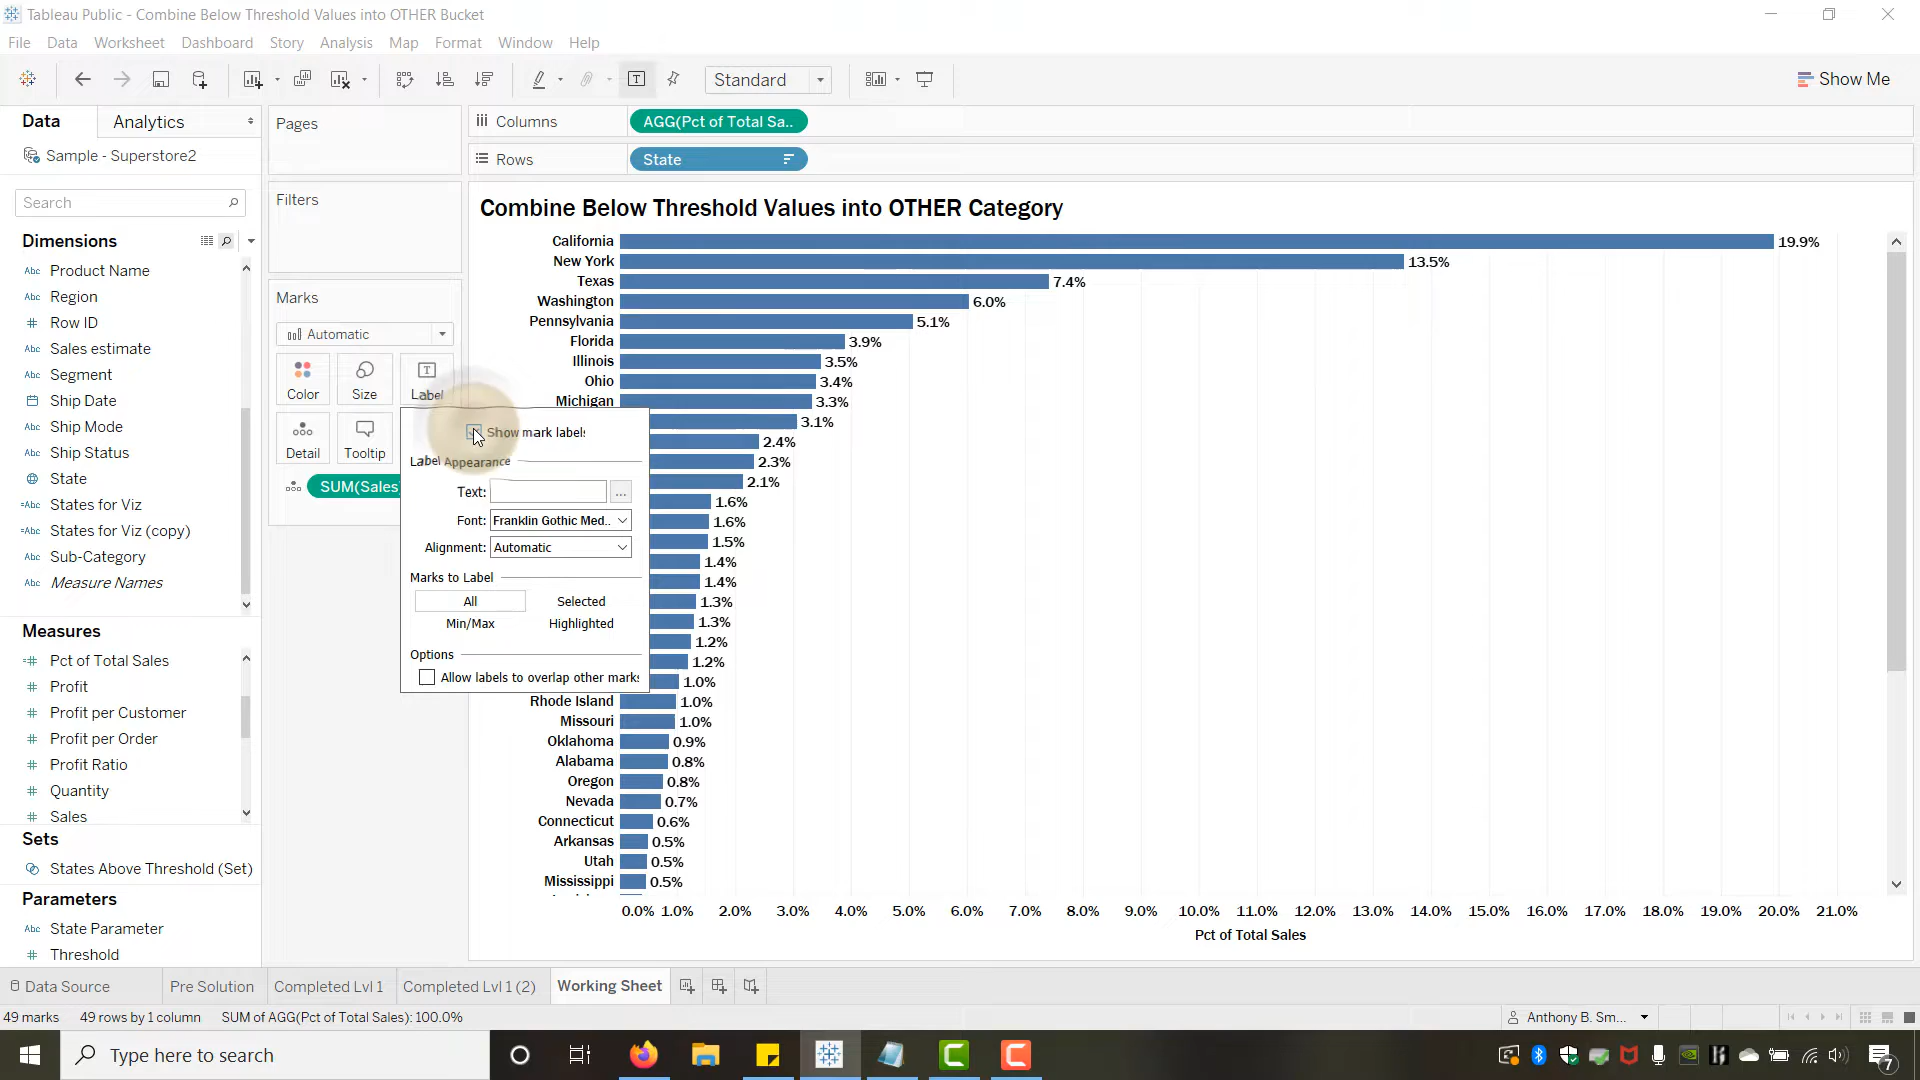 Tableau Public - Combine Below Threshold Values into OTHER Bucket
File Data Worksheet Dashboard Story Analysis Map Format Window Help
Standard
Show Me
Data
Analytics
Sample - Superstore2
Search
Dimensions
Abc Product Name
Abc Region
# Row ID
Abc Sales estimate
Abc Segment
Ship Date
Abc Ship Mode
Abc Ship Status
State
=Abc States for Viz
=Abc States for Viz (copy)
Abc Sub-Category
Abc Measure Names
Measures
=# Pct of Total Sales
# Profit
# Profit per Customer
# Profit per Order
# Profit Ratio
# Quantity
# Sales
Sets
States Above Threshold (Set)
Parameters
Abc State Parameter
# Threshold
Pages
Filters
Marks
Automatic
Color Size Label
Detail Tooltip
SUM(Sales)
Show mark labels
Label Appearance
Text:
...
Font: Franklin Gothic Med..
Alignment: Automatic
Marks to Label
All Selected
Min/Max Highlighted
Options
Allow labels to overlap other marks
Columns AGG(Pct of Total Sa..
Rows State
Combine Below Threshold Values into OTHER Category
California 19.9%
New York 13.5%
Texas 7.4%
Washington 6.0%
Pennsylvania 5.1%
Florida 3.9%
Illinois 3.5%
Ohio 3.4%
Michigan 3.3%
3.1%
2.4%
2.3%
2.1%
1.6%
1.6%
1.5%
1.4%
1.4%
1.3%
1.3%
1.2%
1.2%
1.0%
Rhode Island 1.0%
Missouri 1.0%
Oklahoma 0.9%
Alabama 0.8%
Oregon 0.8%
Nevada 0.7%
Connecticut 0.6%
Arkansas 0.5%
Utah 0.5%
Mississippi 0.5%
0.0% 1.0% 2.0% 3.0% 4.0% 5.0% 6.0% 7.0% 8.0% 9.0% 10.0% 11.0% 12.0% 13.0% 14.0% 15.0% 16.0% 17.0% 18.0% 19.0% 20.0% 21.0%
Pct of Total Sales
Data Source Pre Solution Completed Lvl 1 Completed Lvl 1 (2) Working Sheet
49 marks 49 rows by 1 column SUM of AGG(Pct of Total Sales): 100.0%
Anthony B. Sm...
Type here to search
7